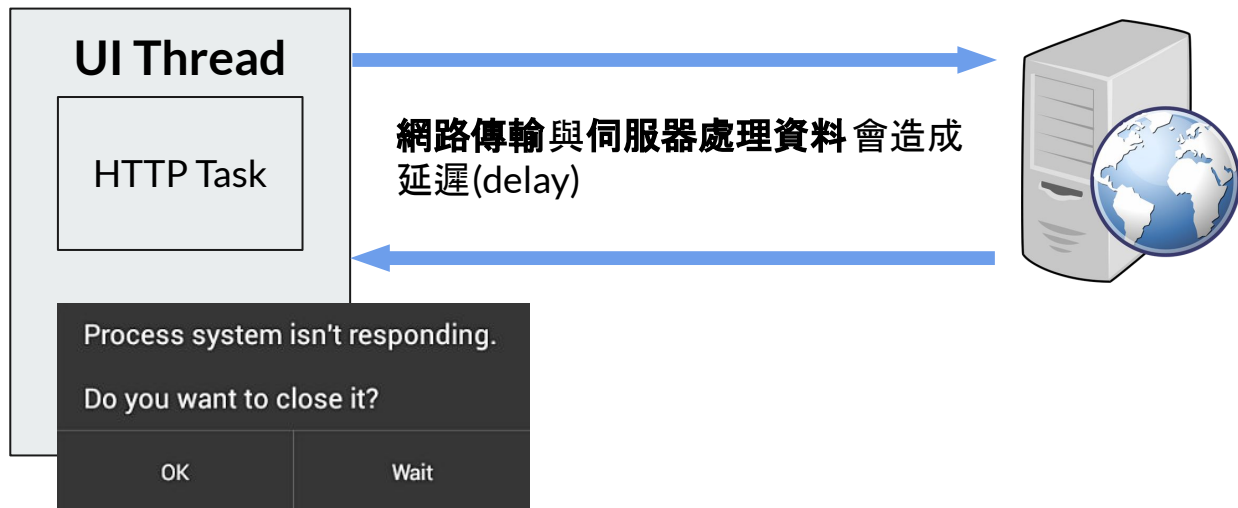 UI Thread
HTTP Task
網路傳輸與伺服器處理資料會造成
延遲(delay)
Process system isn't responding.
Do you want to close it?
OK
Wait